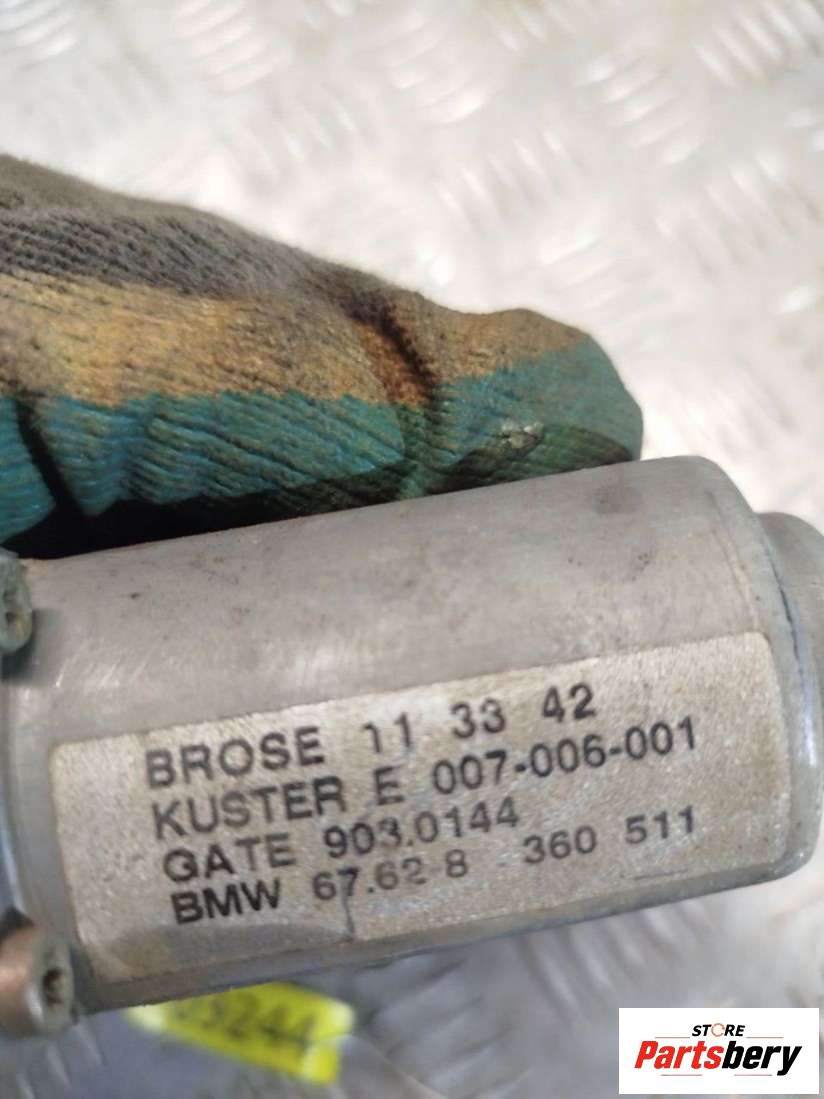 BROSE 11 33 42
KUSTER E 007-006-001
GATE 903.0144
BMW 67.62-8 360 511
STORE
Partsbery